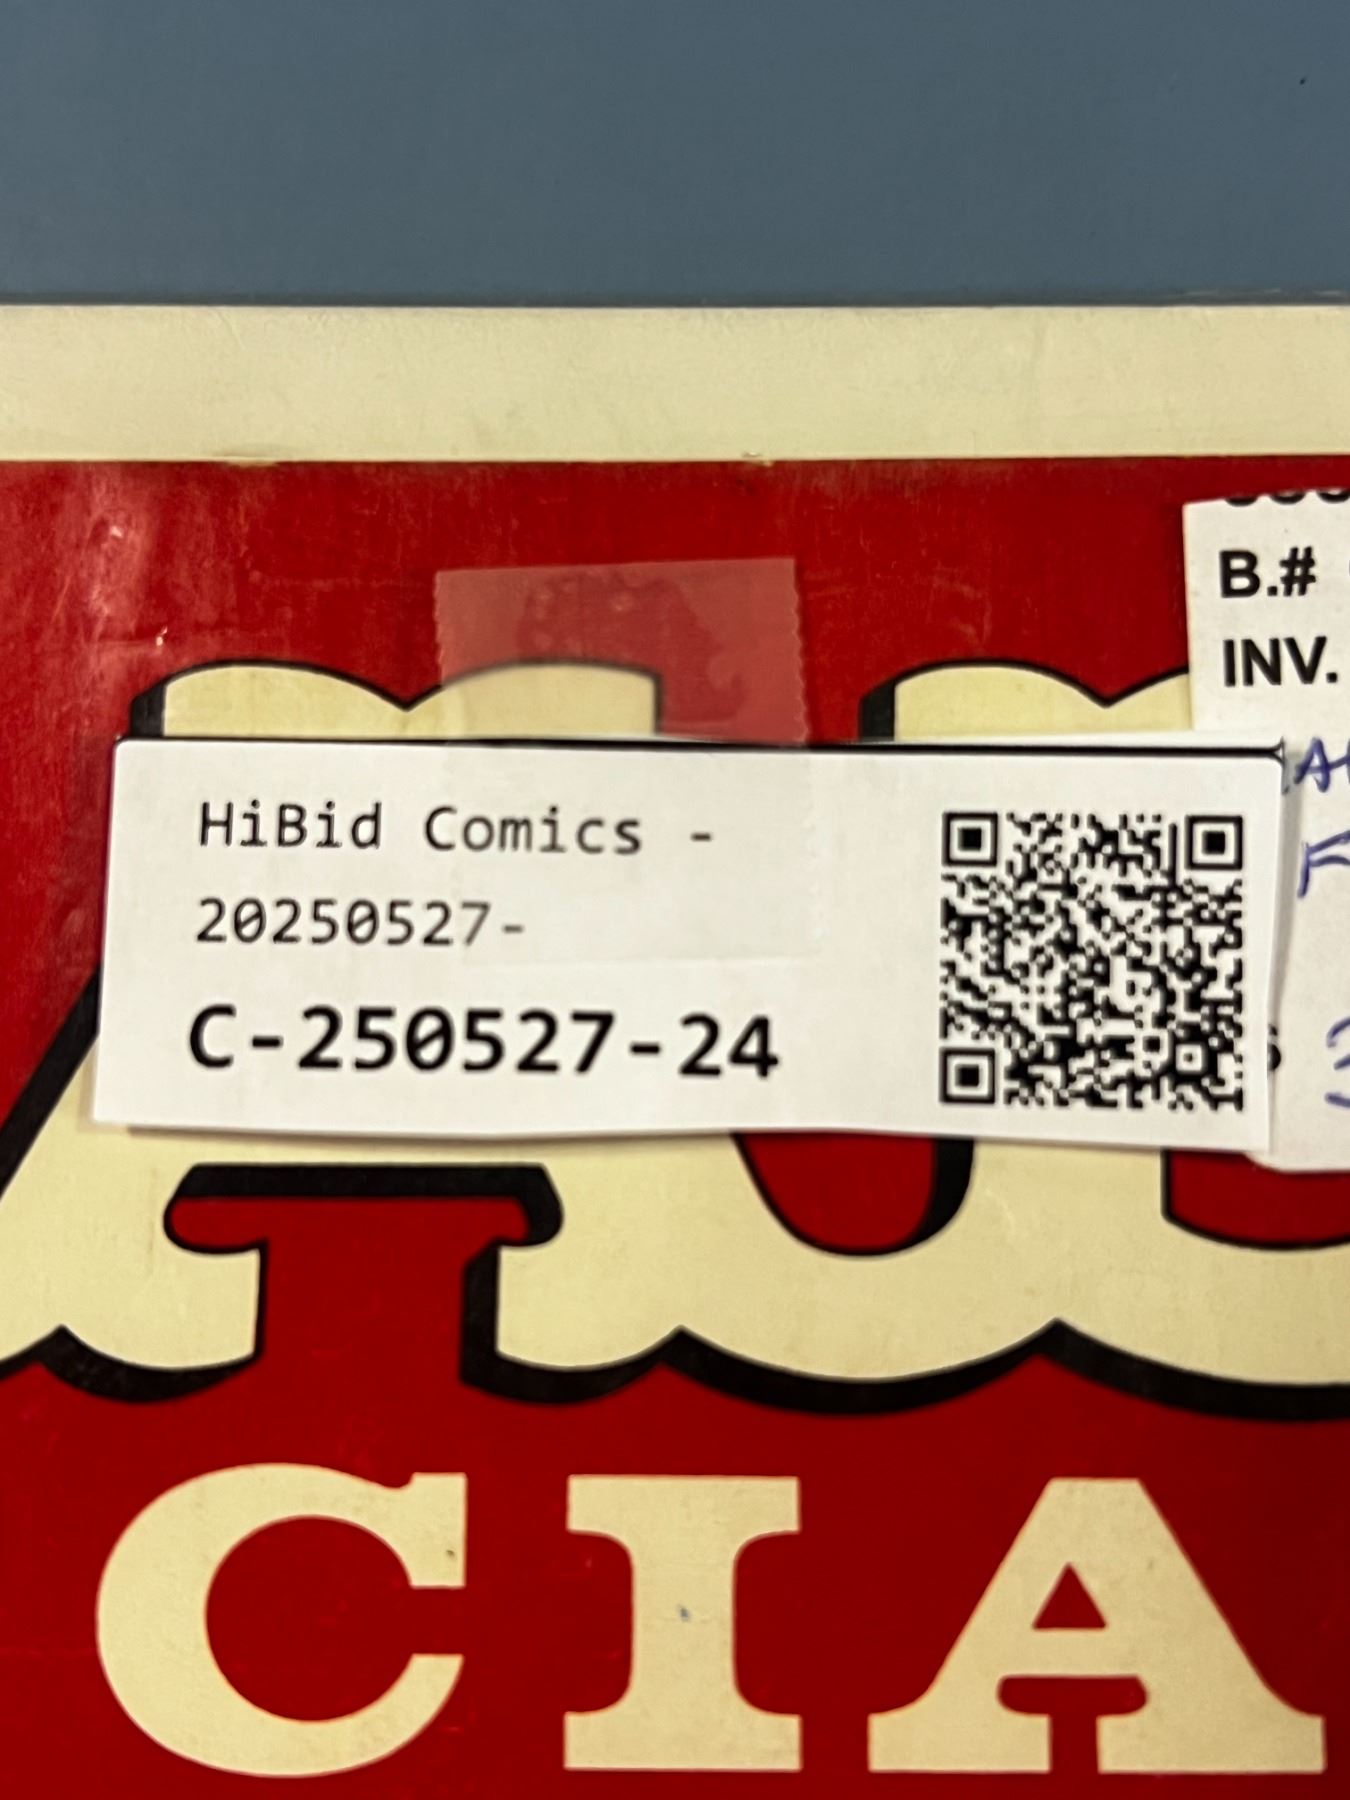 B.#
INV.
HiBid Comics -
20250527-
C-250527-24
CIA